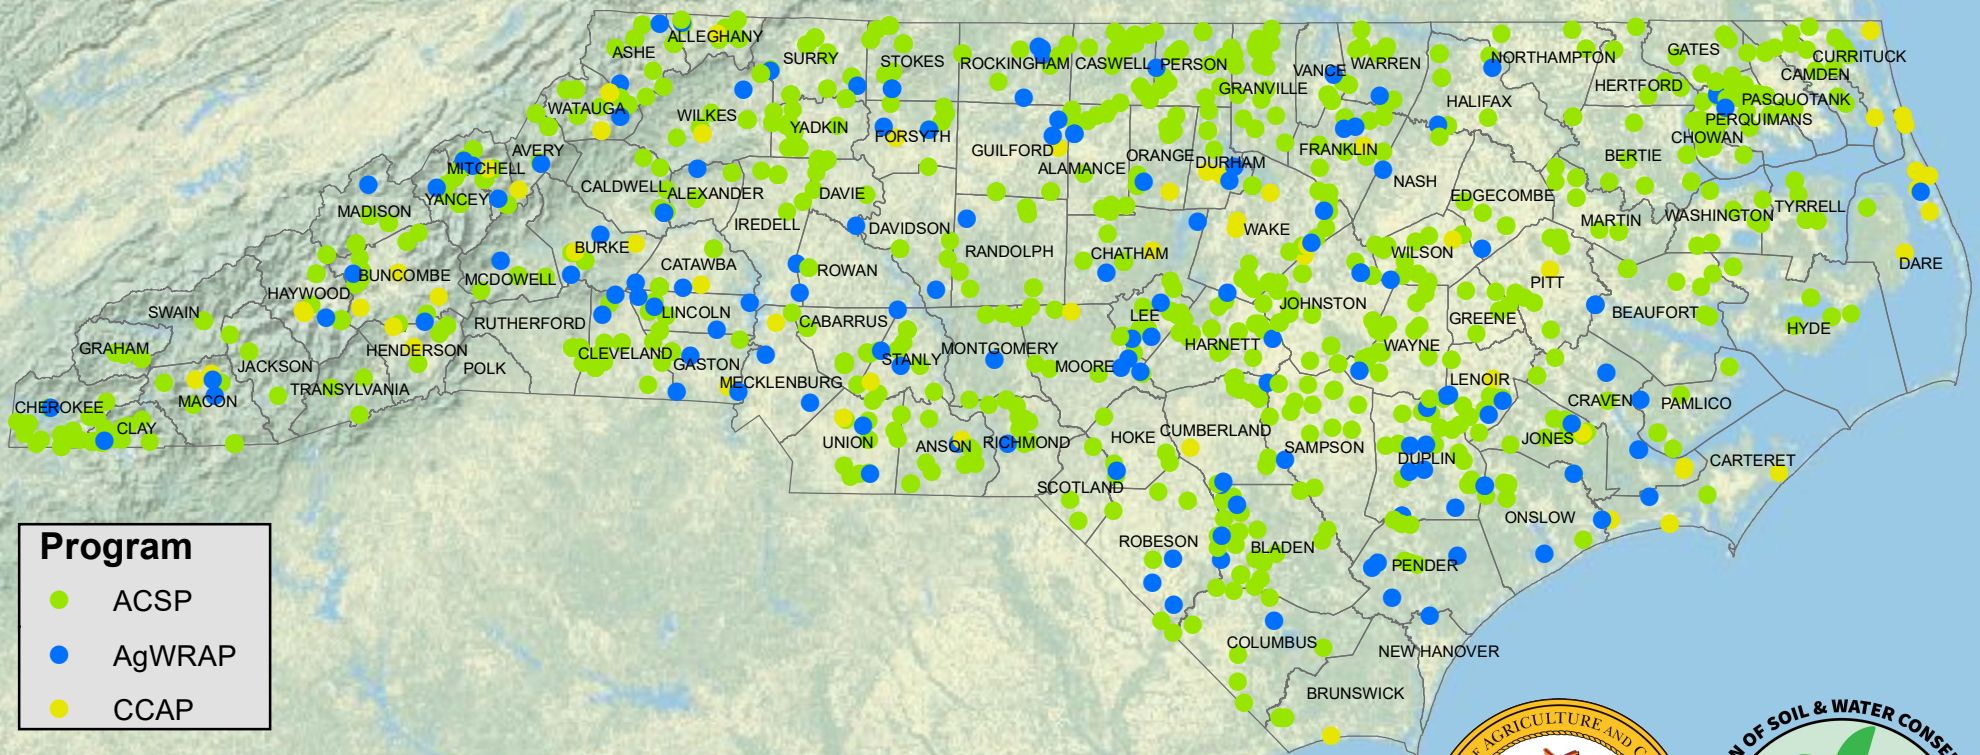 ALLEGHANY
ASHE
SURRY
STOKES
ROCKINGHAM
CASWELL
PERSON
VANCE
WARREN
NORTHAMPTON
GATES
CURRITUCK
CAMDEN
HERTFORD
GRANVILLE
HALIFAX
PASQUOTANK
PERQUIMANS
CHOWAN
WATAUGA
WILKES
YADKIN
FORSYTH
GUILFORD
ALAMANCE
ORANGE
DURHAM
FRANKLIN
BERTIE
AVERY
MITCHELL
YANCEY
CALDWELL
ALEXANDER
DAVIE
IREDELL
NASH
EDGECOMBE
MARTIN
WASHINGTON
TYRRELL
MADISON
DAVIDSON
RANDOLPH
CHATHAM
WAKE
WILSON
DARE
BURKE
CATAWBA
ROWAN
BUNCOMBE
MCDOWELL
HAYWOOD
PITT
SWAIN
RUTHERFORD
LINCOLN
CABARRUS
LEE
JOHNSTON
GREENE
BEAUFORT
HYDE
GRAHAM
JACKSON
HENDERSON
POLK
CLEVELAND
GASTON
STANLY
MONTGOMERY
MOORE
HARNETT
WAYNE
LENOIR
CHEROKEE
MACON
TRANSYLVANIA
MECKLENBURG
CRAVEN
PAMLICO
CLAY
UNION
ANSON
RICHMOND
HOKE
CUMBERLAND
SAMPSON
DUPLIN
JONES
CARTERET
SCOTLAND
ONSLOW
ROBESON
BLADEN
PENDER
COLUMBUS
NEW HANOVER
BRUNSWICK
Program
ACSP
AgWRAP
CCAP
AGRICULTURE AND
OF SOIL & WATER